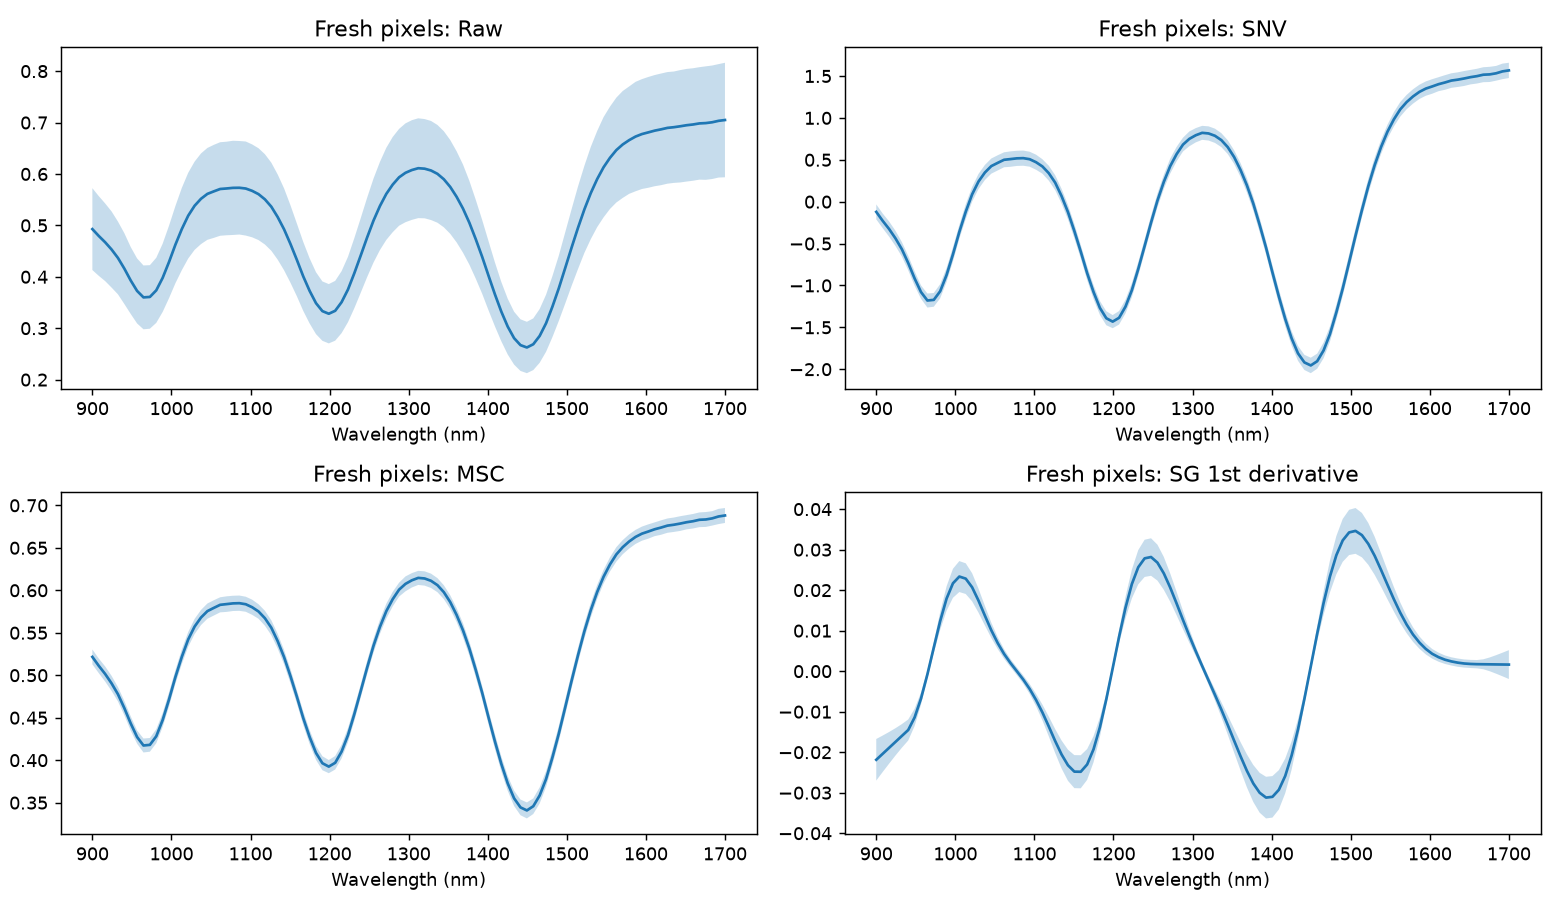 Fresh pixels: Raw
0.8
0.7
0.6
0.5
0.4
0.3
0.2
900 1000 1100 1200 1300 1400 1500 1600 1700
Wavelength (nm)
Fresh pixels: SNV
1.5
1.0
0.5
0.0
−0.5
−1.0
−1.5
−2.0
900 1000 1100 1200 1300 1400 1500 1600 1700
Wavelength (nm)
Fresh pixels: MSC
0.70
0.65
0.60
0.55
0.50
0.45
0.40
0.35
900 1000 1100 1200 1300 1400 1500 1600 1700
Wavelength (nm)
Fresh pixels: SG 1st derivative
0.04
0.03
0.02
0.01
0.00
−0.01
−0.02
−0.03
−0.04
900 1000 1100 1200 1300 1400 1500 1600 1700
Wavelength (nm)